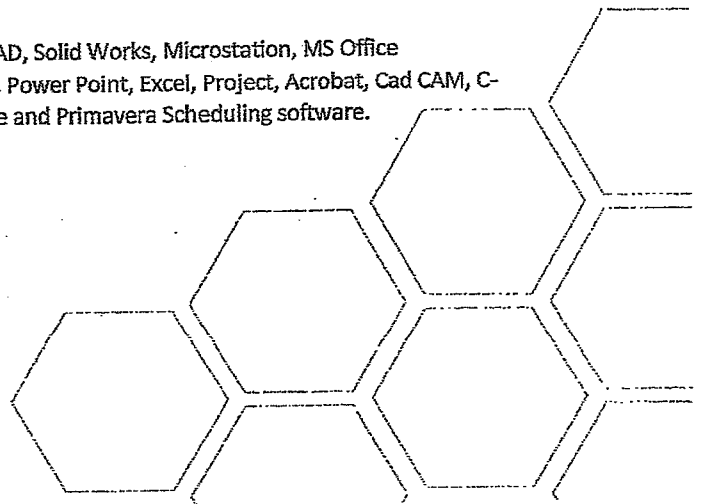 AD, Solid Works, Microstation, MS Office
Power Point, Excel, Project, Acrobat, Cad CAM, C-
e and Primavera Scheduling software.